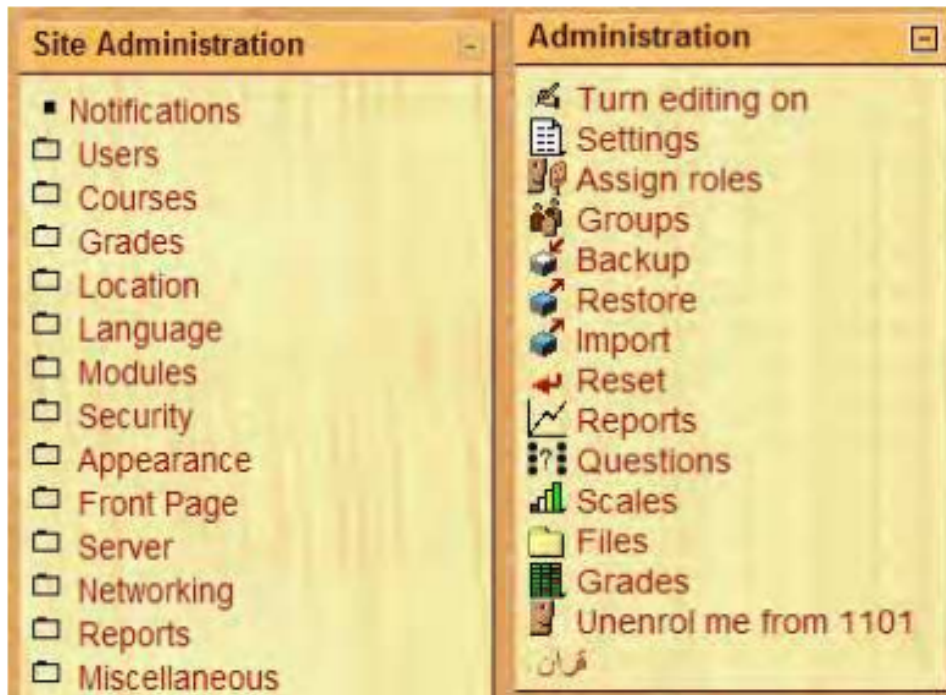 Site Administration
Notifications
Users
Courses
Grades
Location
Language
Modules
Security
Appearance
Front Page
Server
Networking
Reports
Miscellaneous
Administration
Turn editing on
Settings
Assign roles
Groups
Backup
Restore
Import
Reset
Reports
Questions
Scales
Files
Grades
Unenrol me from 1101
قرآن